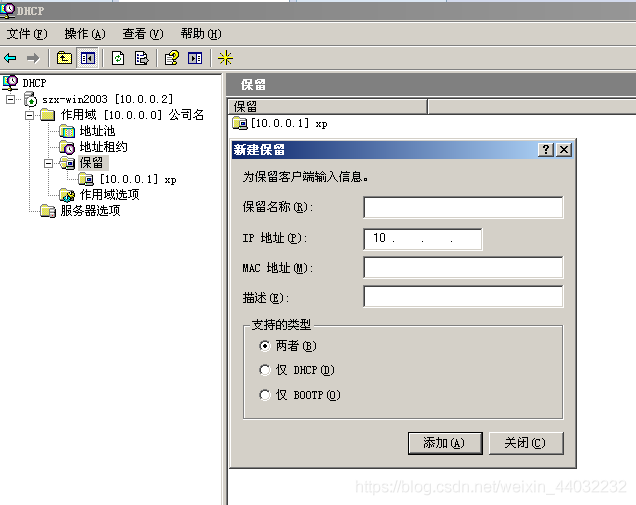 DHCP
文件(F) 操作(A) 查看(V) 帮助(H)
DHCP
szx-win2003 [10.0.0.2]
作用域 [10.0.0.0] 公司名
地址池
地址租约
保留
[10.0.0.1] xp
作用域选项
服务器选项
保留
保留
[10.0.0.1] xp
新建保留
为保留客户端输入信息。
保留名称(R):
IP 地址(P): 10 . . .
MAC 地址(M):
描述(E):
支持的类型
两者(B)
仅 DHCP(D)
仅 BOOTP(O)
添加(A) 关闭(C)
https://blog.csdn.net/weixin_44032232